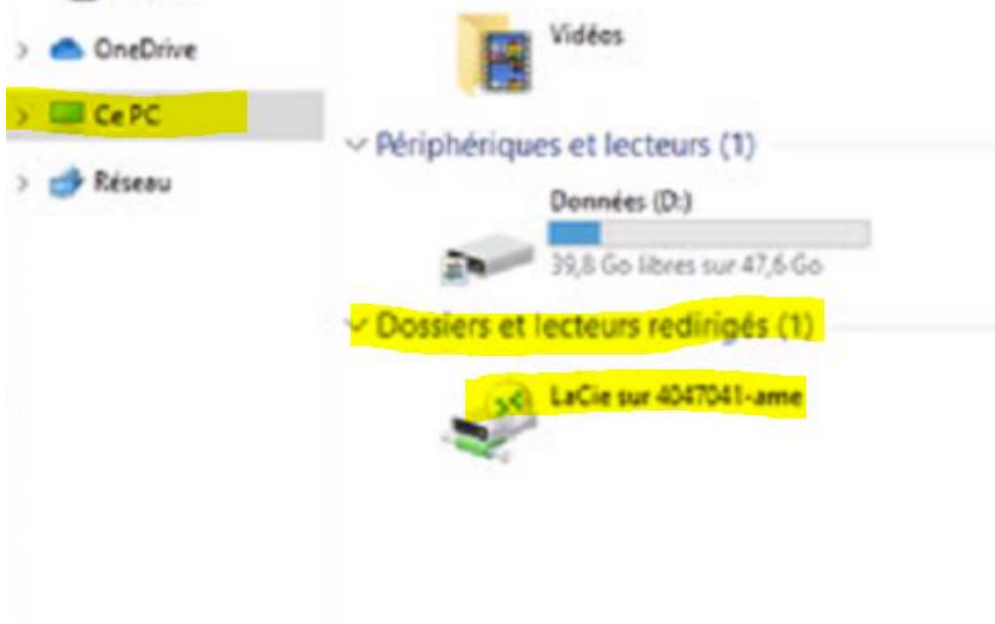 OneDrive
Ce PC
Réseau
Vidéos
Périphériques et lecteurs (1)
Données (D:)
39,8 Go libres sur 47,6 Go
Dossiers et lecteurs redirigés (1)
LaCie sur 4047041-ame